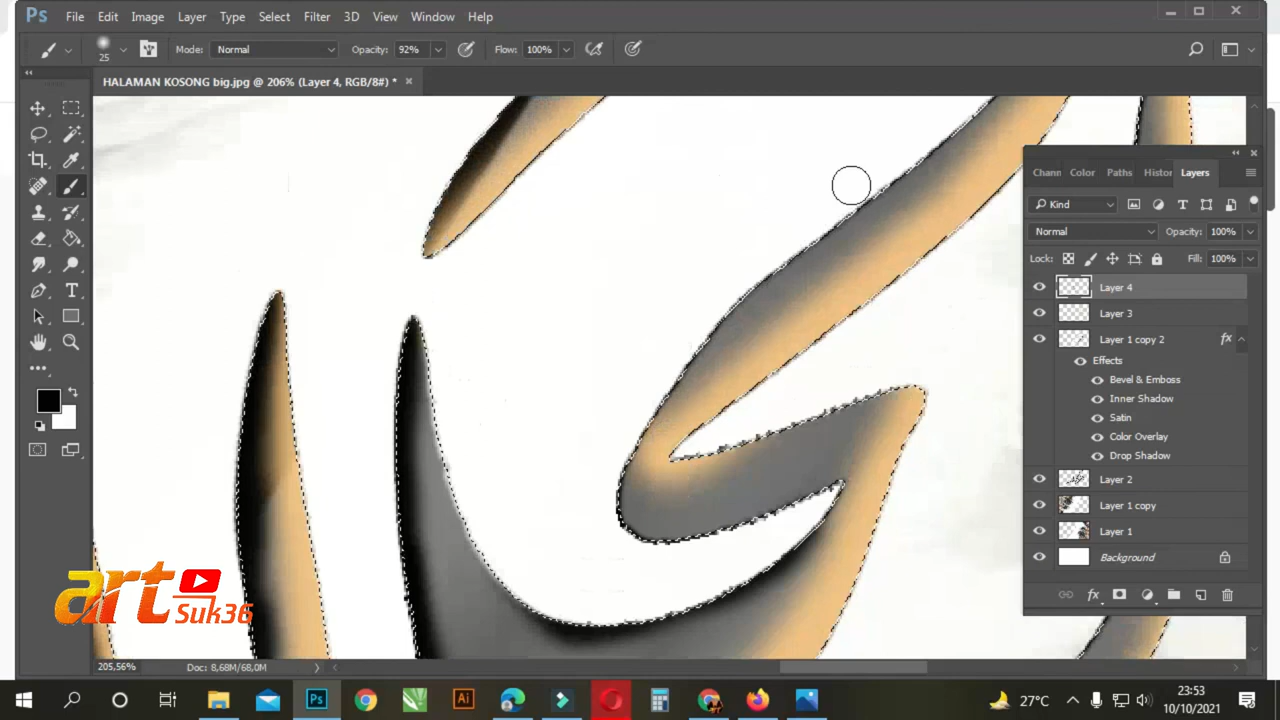 Ps File Edit Image Layer Type Select Filter 3D View Window Help
25 Mode: Normal Opacity: 92% Flow: 100%
HALAMAN KOSONG big.jpg @ 206% (Layer 4, RGB/8#) *
Chann Color Paths Histor Layers
Kind
Normal Opacity: 100%
Lock: Fill: 100%
Layer 4
Layer 3
Layer 1 copy 2 fx
Effects
Bevel & Emboss
Inner Shadow
Satin
Color Overlay
Drop Shadow
Layer 2
Layer 1 copy
Layer 1
Background
fx
art
Suk36
205,56% Doc: 8,68M/68,0M
Ps Ai 27°C 23:53
10/10/2021